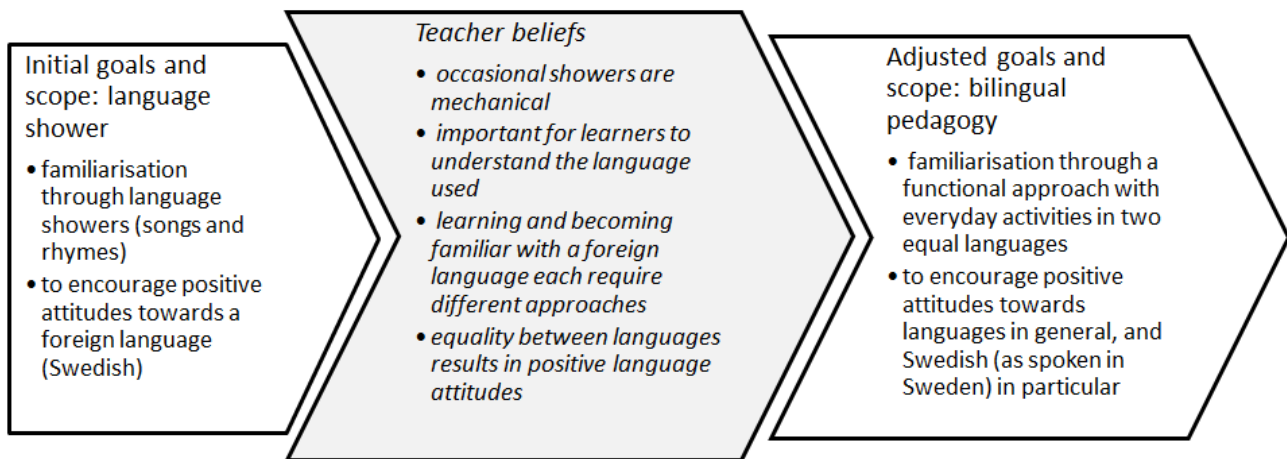 Initial goals and
scope: language
shower
• familiarisation
through language
showers (songs and
rhymes)
• to encourage positive
attitudes towards a
foreign language
(Swedish)
Teacher beliefs
• occasional showers are
mechanical
• important for learners to
understand the language
used
• learning and becoming
familiar with a foreign
language each require
different approaches
• equality between languages
results in positive language
attitudes
Adjusted goals and
scope: bilingual
pedagogy
• familiarisation through a
functional approach with
everyday activities in two
equal languages
• to encourage positive
attitudes towards
languages in general, and
Swedish (as spoken in
Sweden) in particular